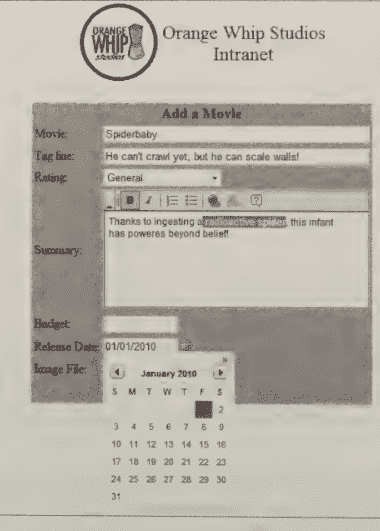 ORANGE
WHIP
studios
Orange Whip Studios
Intranet
Add a Movie
Movie: Spiderbaby
Tag line: He can't crawl yet, but he can scale walls!
Rating: General
B I
Thanks to ingesting a radioactive spider, this infant
has poweres beyond belief!
Summary:
Budget:
Release Date: 01/01/2010
Image File:
January 2010
S M T W T F S
2
3 4 5 6 7 8 9
10 11 12 13 14 15 16
17 18 19 20 21 22 23
24 25 26 27 28 29 30
31